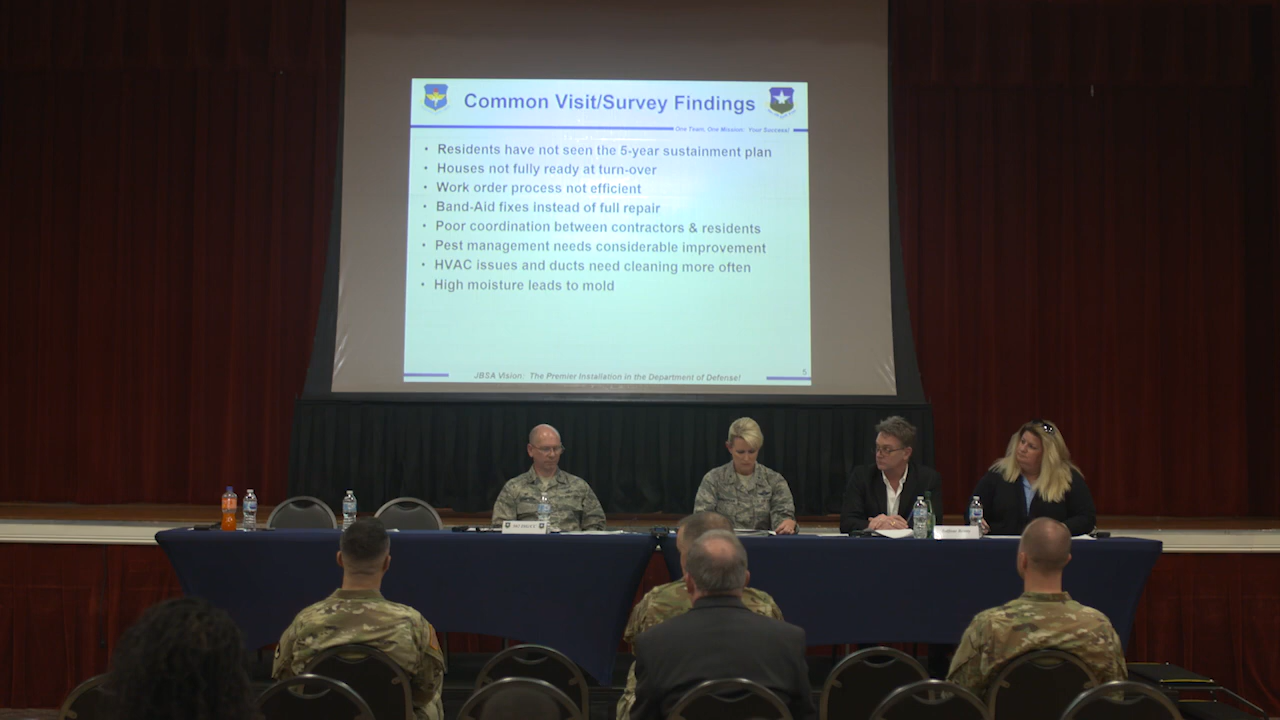 Common Visit/Survey Findings
One Team, One Mission: Your Success!
• Residents have not seen the 5-year sustainment plan
• Houses not fully ready at turn-over
• Work order process not efficient
• Band-Aid fixes instead of full repair
• Poor coordination between contractors & residents
• Pest management needs considerable improvement
• HVAC issues and ducts need cleaning more often
• High moisture leads to mold
JBSA Vision: The Premier Installation in the Department of Defense!
5